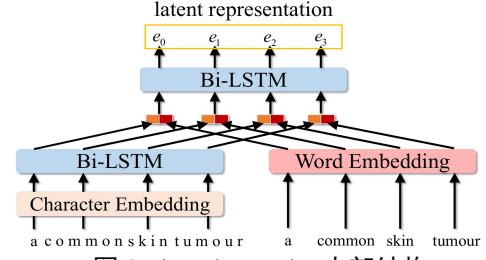 latent representation
e0 e1 e2 e3
Bi-LSTM
Bi-LSTM Word Embedding
Character Embedding
a c o m m o n s k i n t u m o u r a common skin tumour